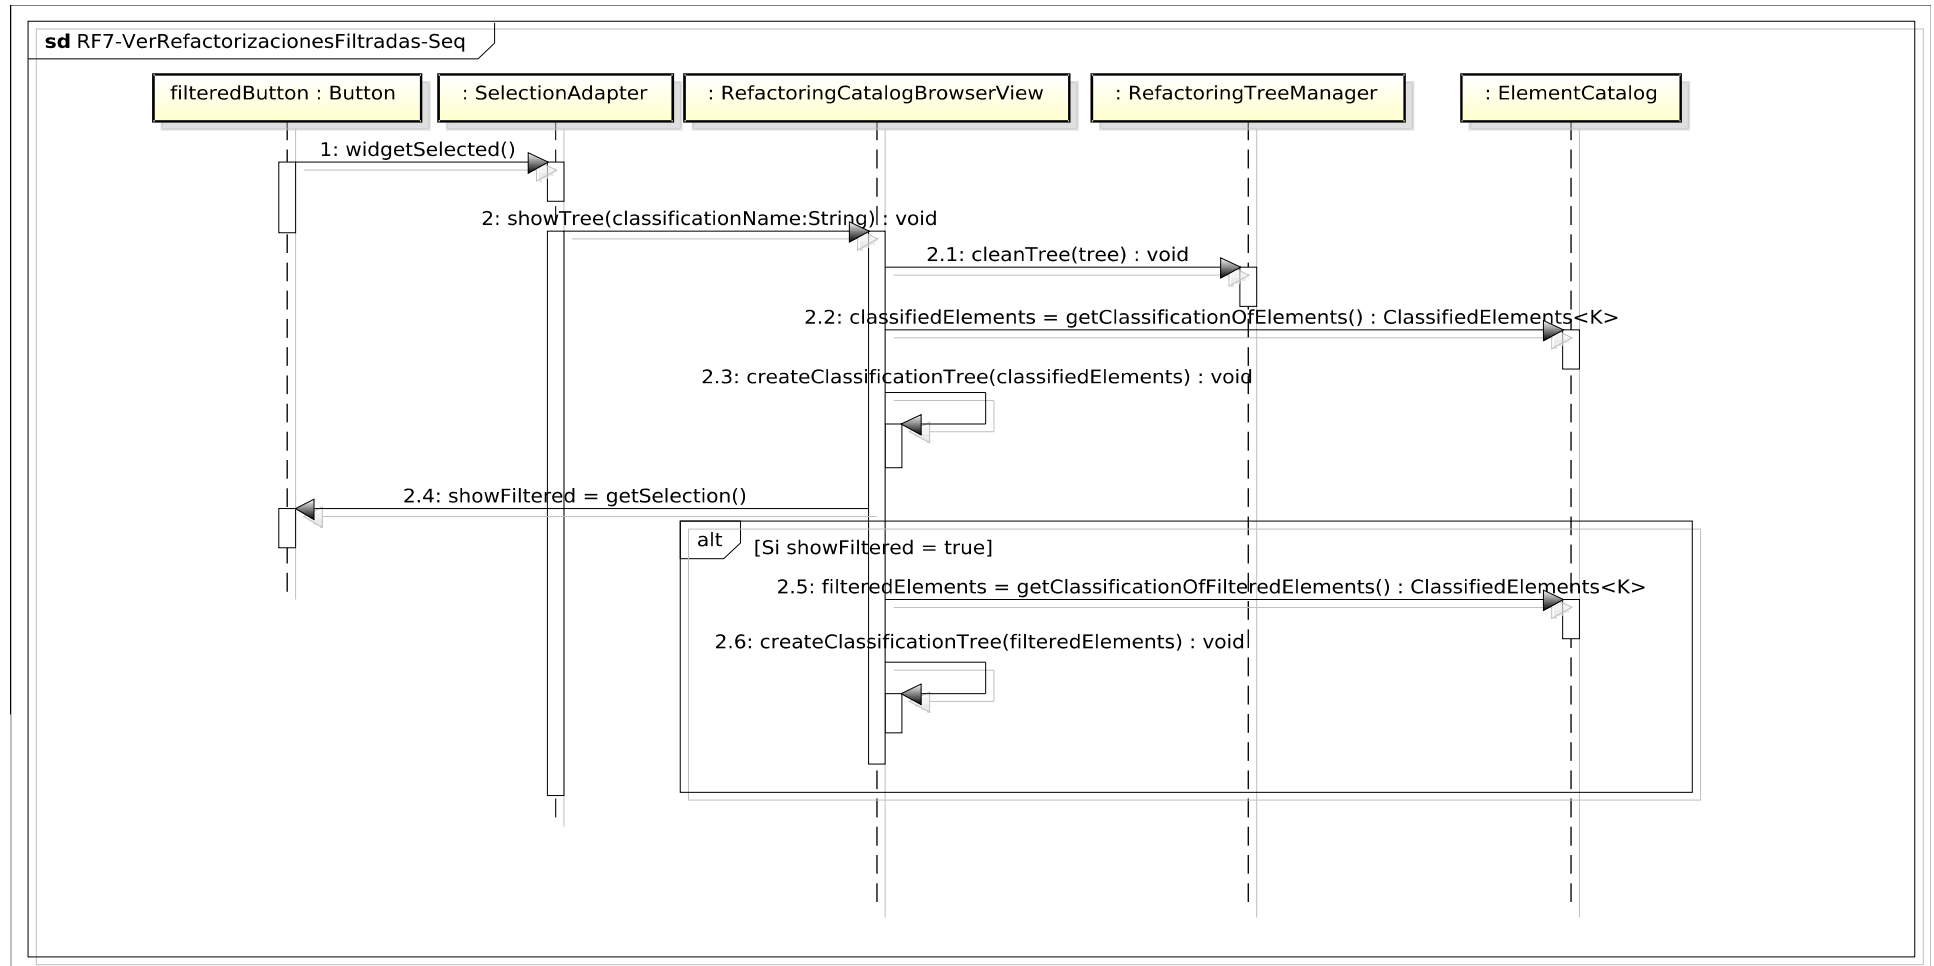 sd RF7-VerRefactorizacionesFiltradas-Seq
filteredButton : Button
: SelectionAdapter
: RefactoringCatalogBrowserView
: RefactoringTreeManager
: ElementCatalog
1: widgetSelected()
2: showTree(classificationName:String) : void
2.1: cleanTree(tree) : void
2.2: classifiedElements = getClassificationOfElements() : ClassifiedElements<K>
2.3: createClassificationTree(classifiedElements) : void
2.4: showFiltered = getSelection()
alt
[Si showFiltered = true]
2.5: filteredElements = getClassificationOfFilteredElements() : ClassifiedElements<K>
2.6: createClassificationTree(filteredElements) : void